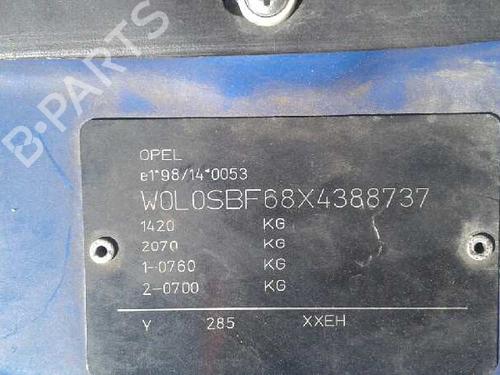 B-PARTS
OPEL
e1*98/14*0053
W0L0SBF68X4388737
1420 KG
2070 KG
1-0760 KG
2-0700 KG
Y 285 XXEH